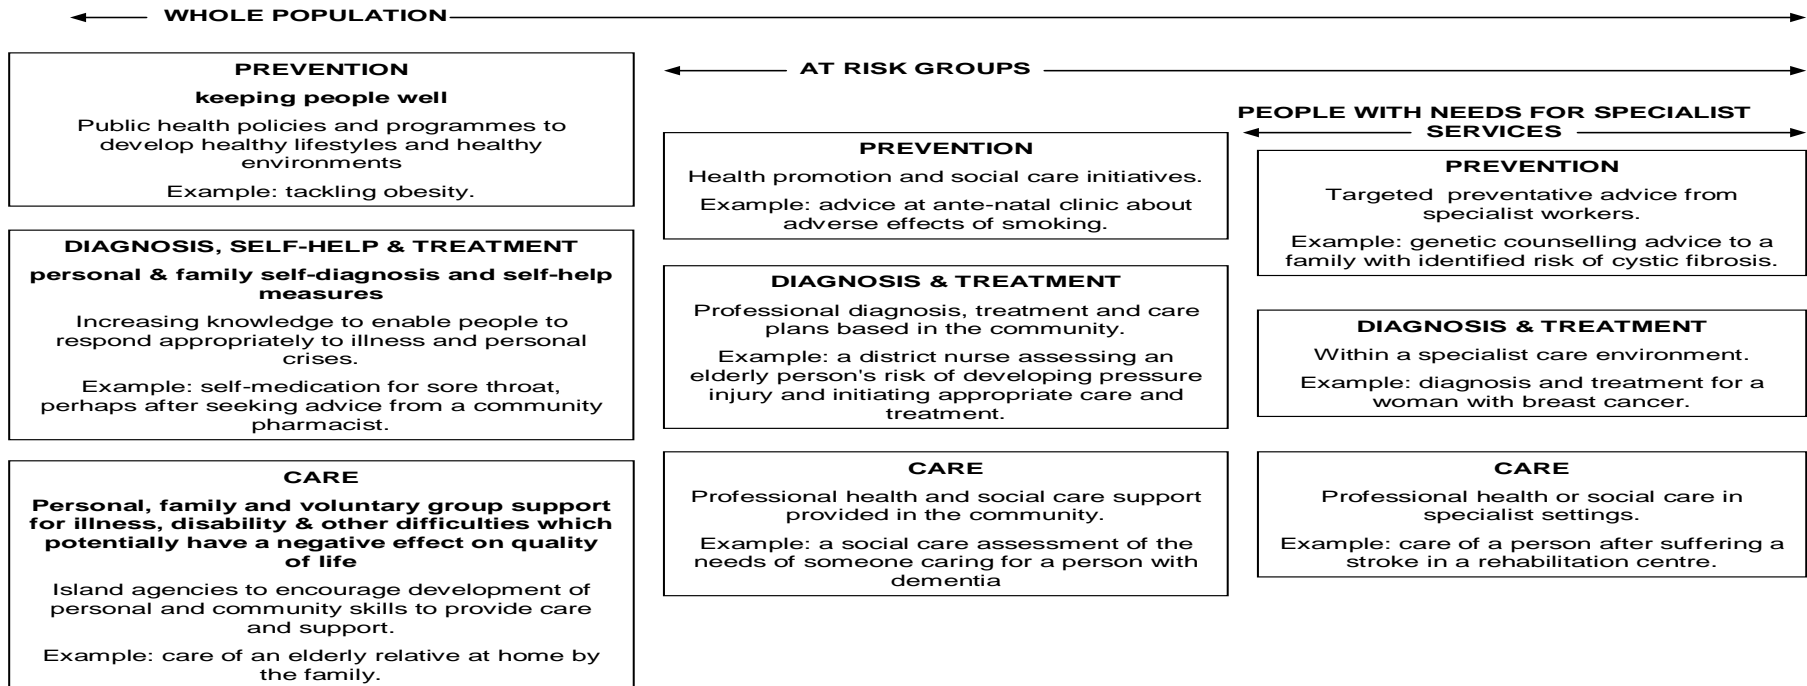 WHOLE POPULATION
PREVENTION
keeping people well
Public health policies and programmes to
develop healthy lifestyles and healthy
environments
Example: tackling obesity.
DIAGNOSIS, SELF-HELP & TREATMENT
personal & family self-diagnosis and self-help
measures
Increasing knowledge to enable people to
respond appropriately to illness and personal
crises.
Example: self-medication for sore throat,
perhaps after seeking advice from a community
pharmacist.
CARE
Personal, family and voluntary group support
for illness, disability & other difficulties which
potentially have a negative effect on quality
of life
Island agencies to encourage development of
personal and community skills to provide care
and support.
Example: care of an elderly relative at home by
the family.
AT RISK GROUPS
PREVENTION
Health promotion and social care initiatives.
Example: advice at ante-natal clinic about
adverse effects of smoking.
DIAGNOSIS & TREATMENT
Professional diagnosis, treatment and care
plans based in the community.
Example: a district nurse assessing an
elderly person's risk of developing pressure
injury and initiating appropriate care and
treatment.
CARE
Professional health and social care support
provided in the community.
Example: a social care assessment of the
needs of someone caring for a person with
dementia
PEOPLE WITH NEEDS FOR SPECIALIST
SERVICES
PREVENTION
Targeted preventative advice from
specialist workers.
Example: genetic counselling advice to a
family with identified risk of cystic fibrosis.
DIAGNOSIS & TREATMENT
Within a specialist care environment.
Example: diagnosis and treatment for a
woman with breast cancer.
CARE
Professional health or social care in
specialist settings.
Example: care of a person after suffering a
stroke in a rehabilitation centre.